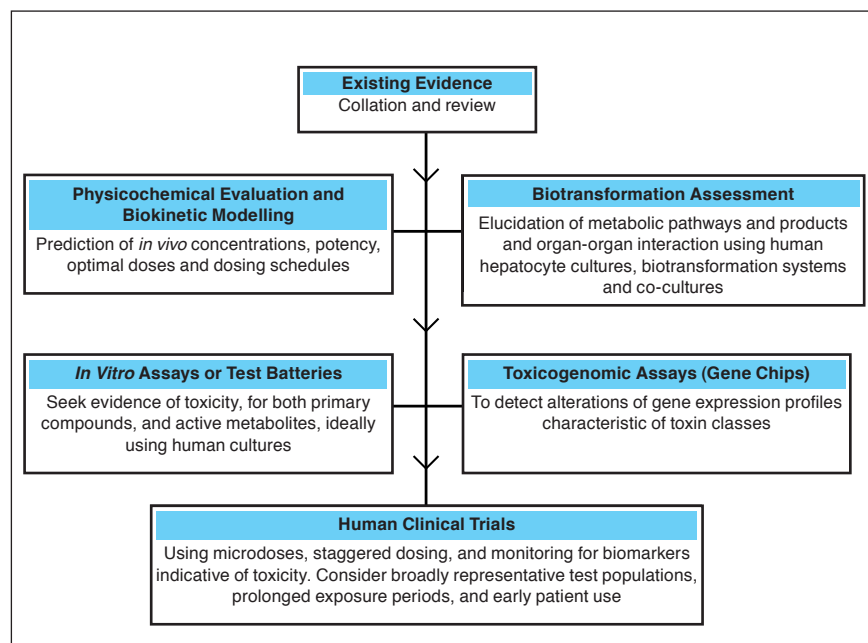 Existing Evidence
Collation and review
Physicochemical Evaluation and
Biokinetic Modelling
Prediction of in vivo concentrations, potency,
optimal doses and dosing schedules
Biotransformation Assessment
Elucidation of metabolic pathways and products
and organ-organ interaction using human
hepatocyte cultures, biotransformation systems
and co-cultures
In Vitro Assays or Test Batteries
Seek evidence of toxicity, for both primary
compounds, and active metabolites, ideally
using human cultures
Toxicogenomic Assays (Gene Chips)
To detect alterations of gene expression profiles
characteristic of toxin classes
Human Clinical Trials
Using microdoses, staggered dosing, and monitoring for biomarkers
indicative of toxicity. Consider broadly representative test populations,
prolonged exposure periods, and early patient use